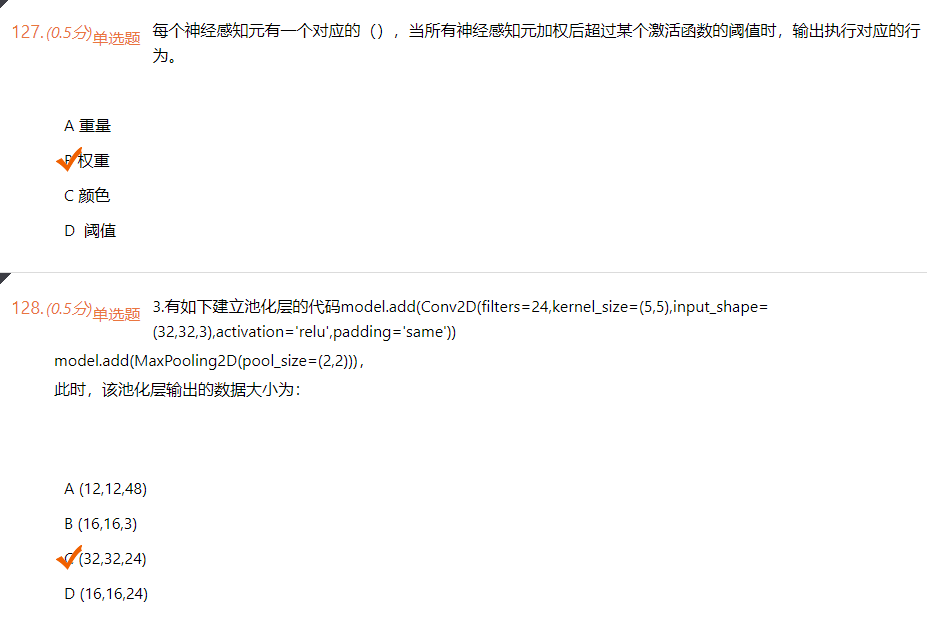 127.(0.5分)单选题 每个神经感知元有一个对应的（），当所有神经感知元加权后超过某个激活函数的阈值时，输出执行对应的行
为。
A 重量
B 权重
C 颜色
D 阈值
128.(0.5分)单选题 3.有如下建立池化层的代码model.add(Conv2D(filters=24,kernel_size=(5,5),input_shape=
(32,32,3),activation='relu',padding='same'))
model.add(MaxPooling2D(pool_size=(2,2)))，
此时，该池化层输出的数据大小为：
A (12,12,48)
B (16,16,3)
C (32,32,24)
D (16,16,24)